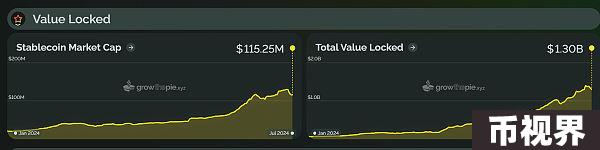 Value Locked
Stablecoin Market Cap
$115.25M
$200M
growthepie.xyz
$100M
Jan 2024
Jul 2024
Total Value Locked
$1.30B
$2.0B
growthepie.xyz
$1.0B
Jan 2024
币视界